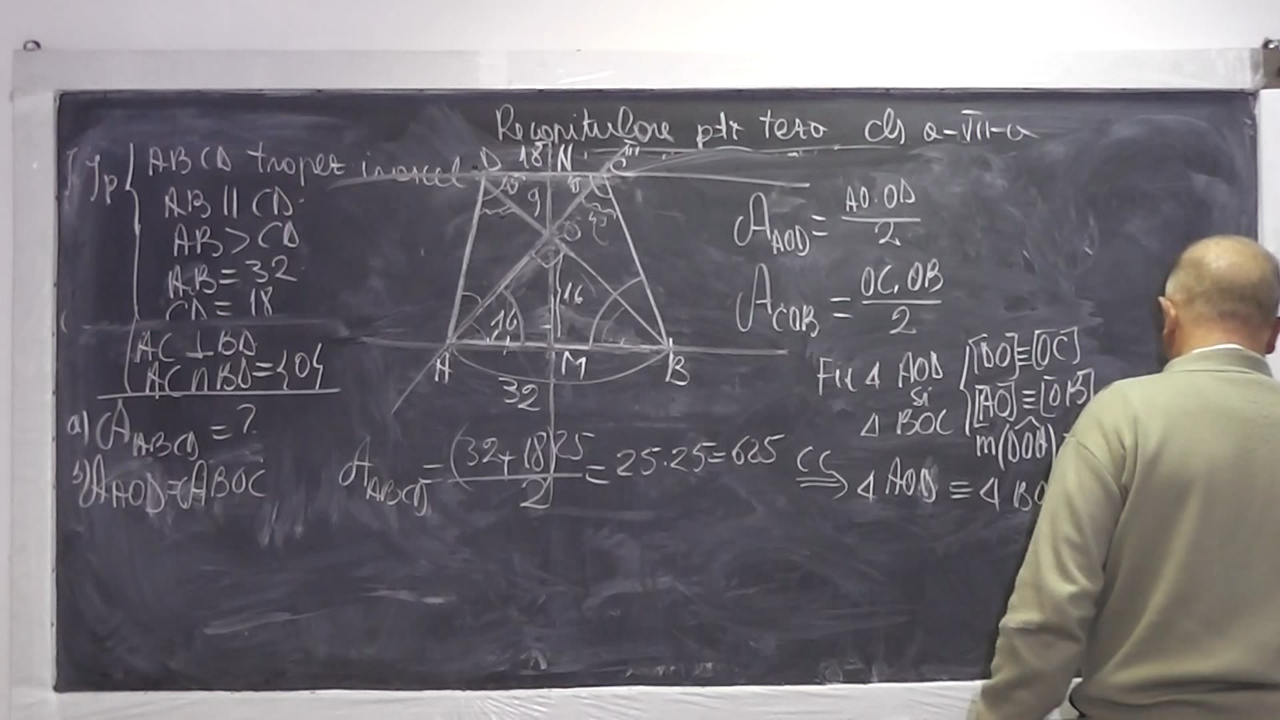 Recapitulare ptr teza cls a-VII-a
Ip
ABCD trapez isoscel
AB || CD
AB > CD
AB = 32
CD = 18
AC ⊥ BD
AC ∩ BD = {O}
a) A_ABCD = ?
b) A_AOD = A_BOC
D 18 N C
9
O
16
16
A M B
32
A_ABCD = (32+18)25 / 2 = 25·25 = 625
A_AOD = AO·OD / 2
A_COB = OC·OB / 2
Fie Δ AOD
si
Δ BOC
[DO] ≡ [OC]
[AO] ≡ [OB]
CC ⟹ Δ AOD ≡ Δ BO